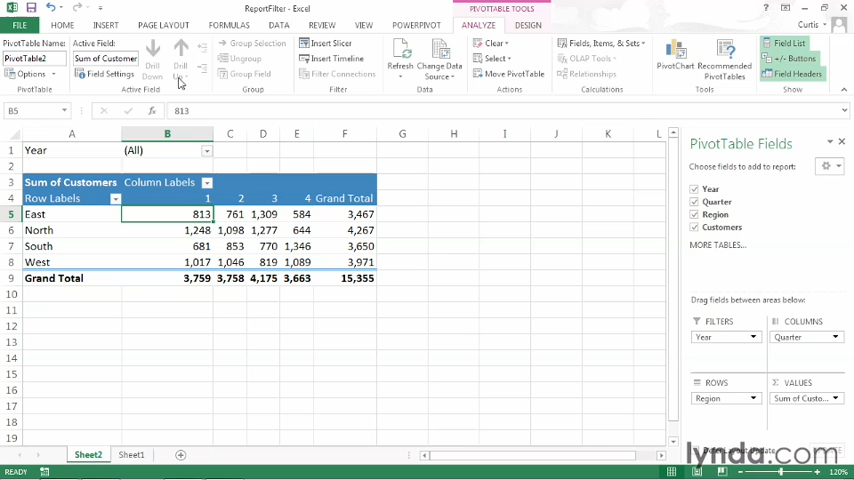 ReportFilter - Excel
PIVOTTABLE TOOLS
?
FILE HOME INSERT PAGE LAYOUT FORMULAS DATA REVIEW VIEW POWERPIVOT ANALYZE DESIGN Curtis
PivotTable Name: Active Field:
PivotTable2 Sum of Customer
Options Field Settings
Drill Down
Drill Up
Group Selection
Ungroup
Group Field
Insert Slicer
Insert Timeline
Filter Connections
Refresh
Change Data Source
Clear
Select
Move PivotTable
Fields, Items, & Sets
OLAP Tools
Relationships
PivotChart
Recommended PivotTables
Field List
+/- Buttons
Field Headers
PivotTable Active Field Group Filter Data Actions Calculations Tools Show
B5 fx 813
A B C D E F G H I J K L
1 Year (All)
2
3 Sum of Customers Column Labels
4 Row Labels 1 2 3 4 Grand Total
5 East 813 761 1,309 584 3,467
6 North 1,248 1,098 1,277 644 4,267
7 South 681 853 770 1,346 3,650
8 West 1,017 1,046 819 1,089 3,971
9 Grand Total 3,759 3,758 4,175 3,663 15,355
10
11
12
13
14
15
16
17
18
19
PivotTable Fields
Choose fields to add to report:
Year
Quarter
Region
Customers
MORE TABLES...
Drag fields between areas below:
FILTERS COLUMNS
Year Quarter
ROWS Σ VALUES
Region Sum of Custo...
Defer Layout Update
lynda.com
Sheet2 Sheet1
READY 120%